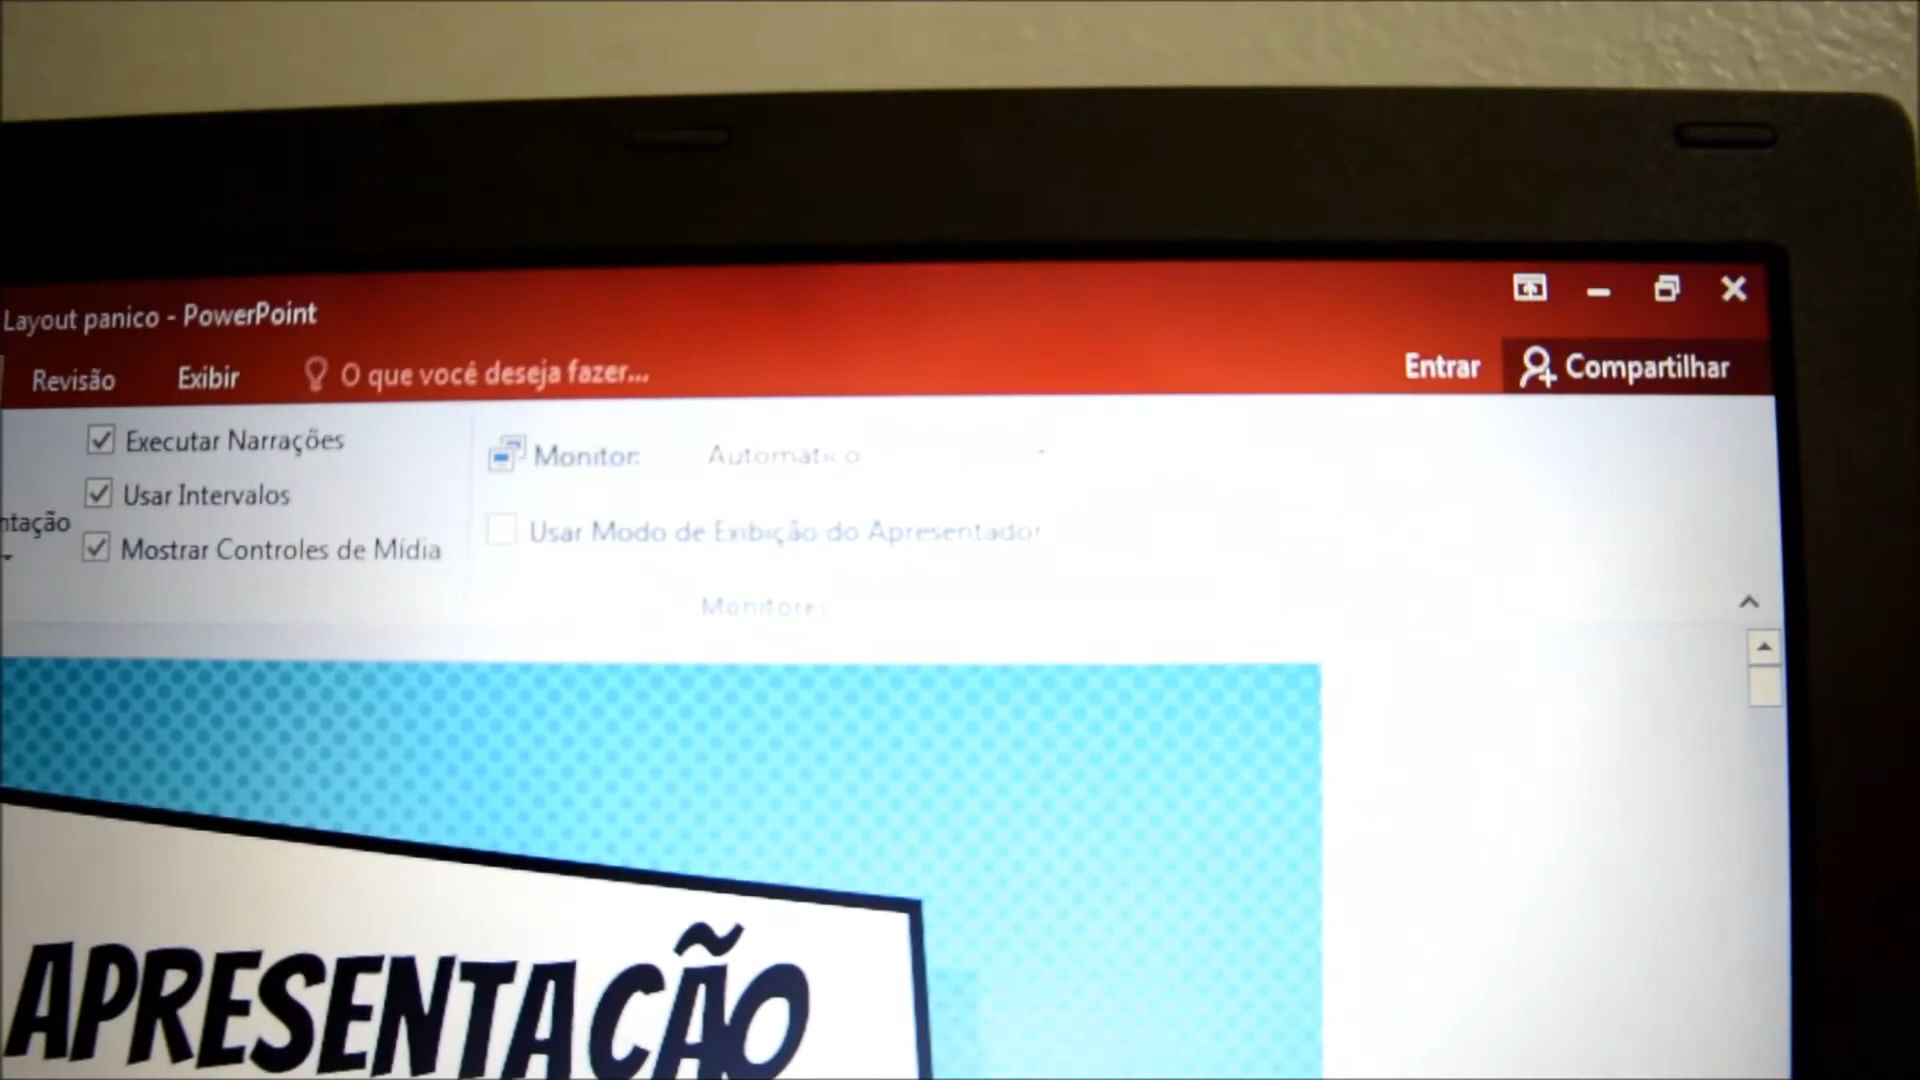 Layout panico - PowerPoint
Revisão Exibir O que você deseja fazer... Entrar Compartilhar
Executar Narrações
Usar Intervalos
ntação
Mostrar Controles de Mídia
Monitor: Automático
Usar Modo de Exibição do Apresentador
Monitores
APRESENTAÇÃO